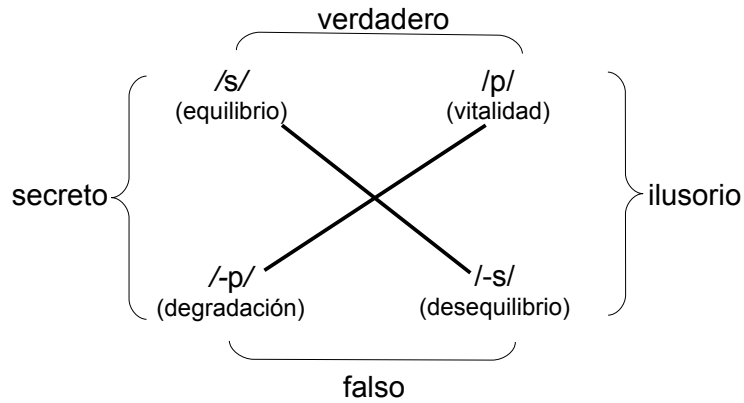 verdadero
/s/ /p/
(equilibrio) (vitalidad)
secreto ilusorio
/-p/ /-s/
(degradación) (desequilibrio)
falso